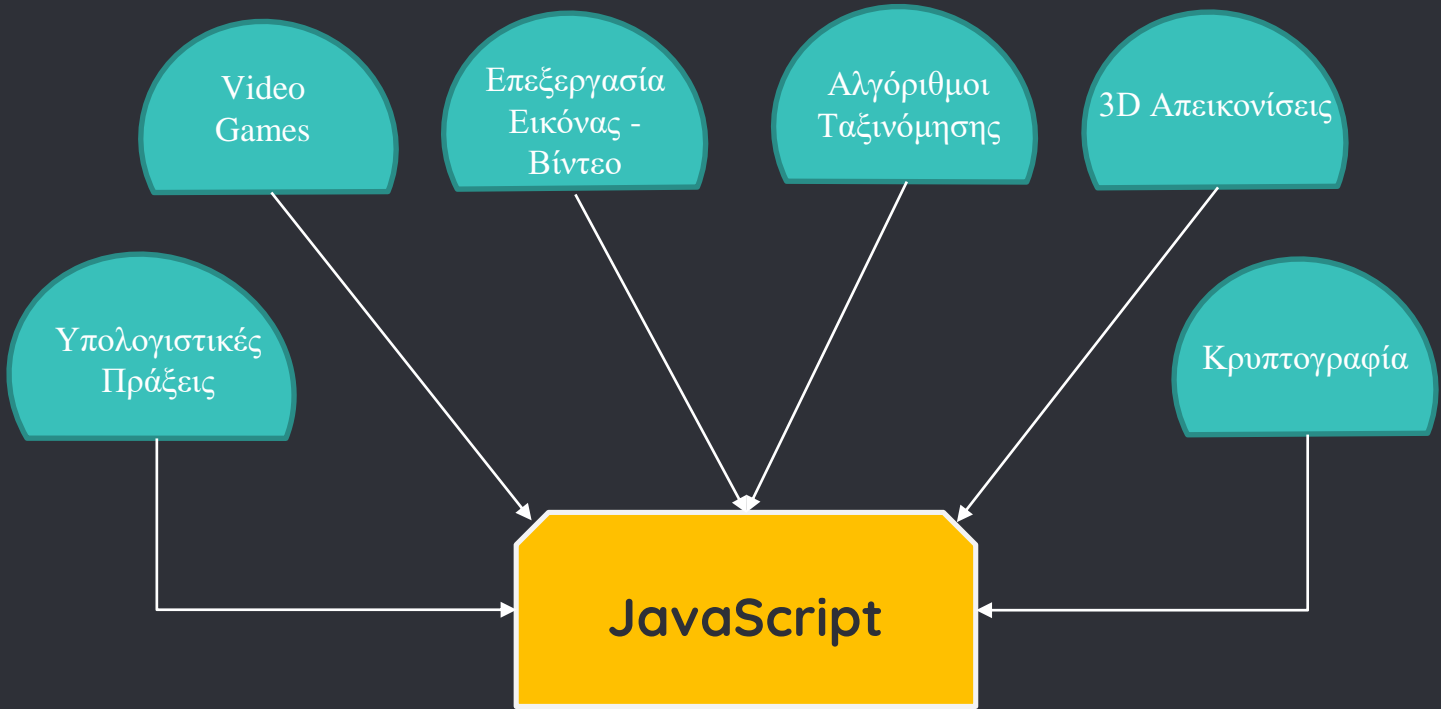 Video
Games
Επεξεργασία
Εικόνας -
Βίντεο
Αλγόριθμοι
Ταξινόμησης
3D Απεικονίσεις
Υπολογιστικές
Πράξεις
Κρυπτογραφία
JavaScript